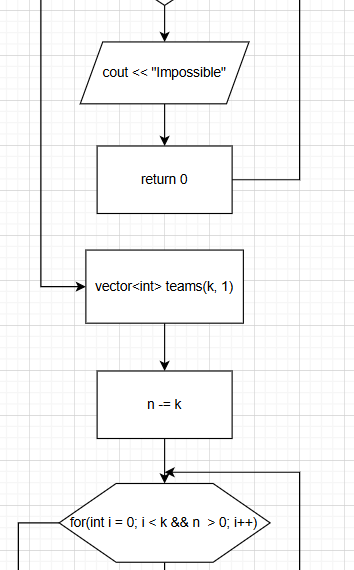 cout << "Impossible"
return 0
vector<int> teams(k, 1)
n -= k
for(int i = 0; i < k && n  > 0; i++)